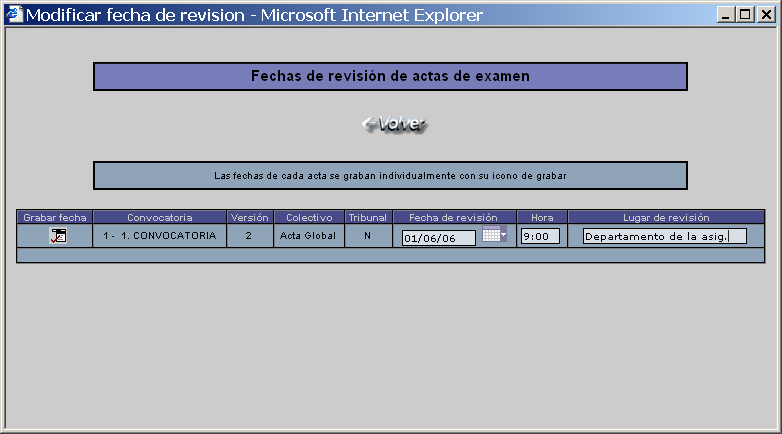 Modificar fecha de revision - Microsoft Internet Explorer
Fechas de revisión de actas de examen
Volver
Las fechas de cada acta se graban individualmente con su icono de grabar
Grabar fecha Convocatoria Versión Colectivo Tribunal Fecha de revisión Hora Lugar de revisión
1 - 1. CONVOCATORIA 2 Acta Global N 01/06/06 9:00 Departamento de la asig.